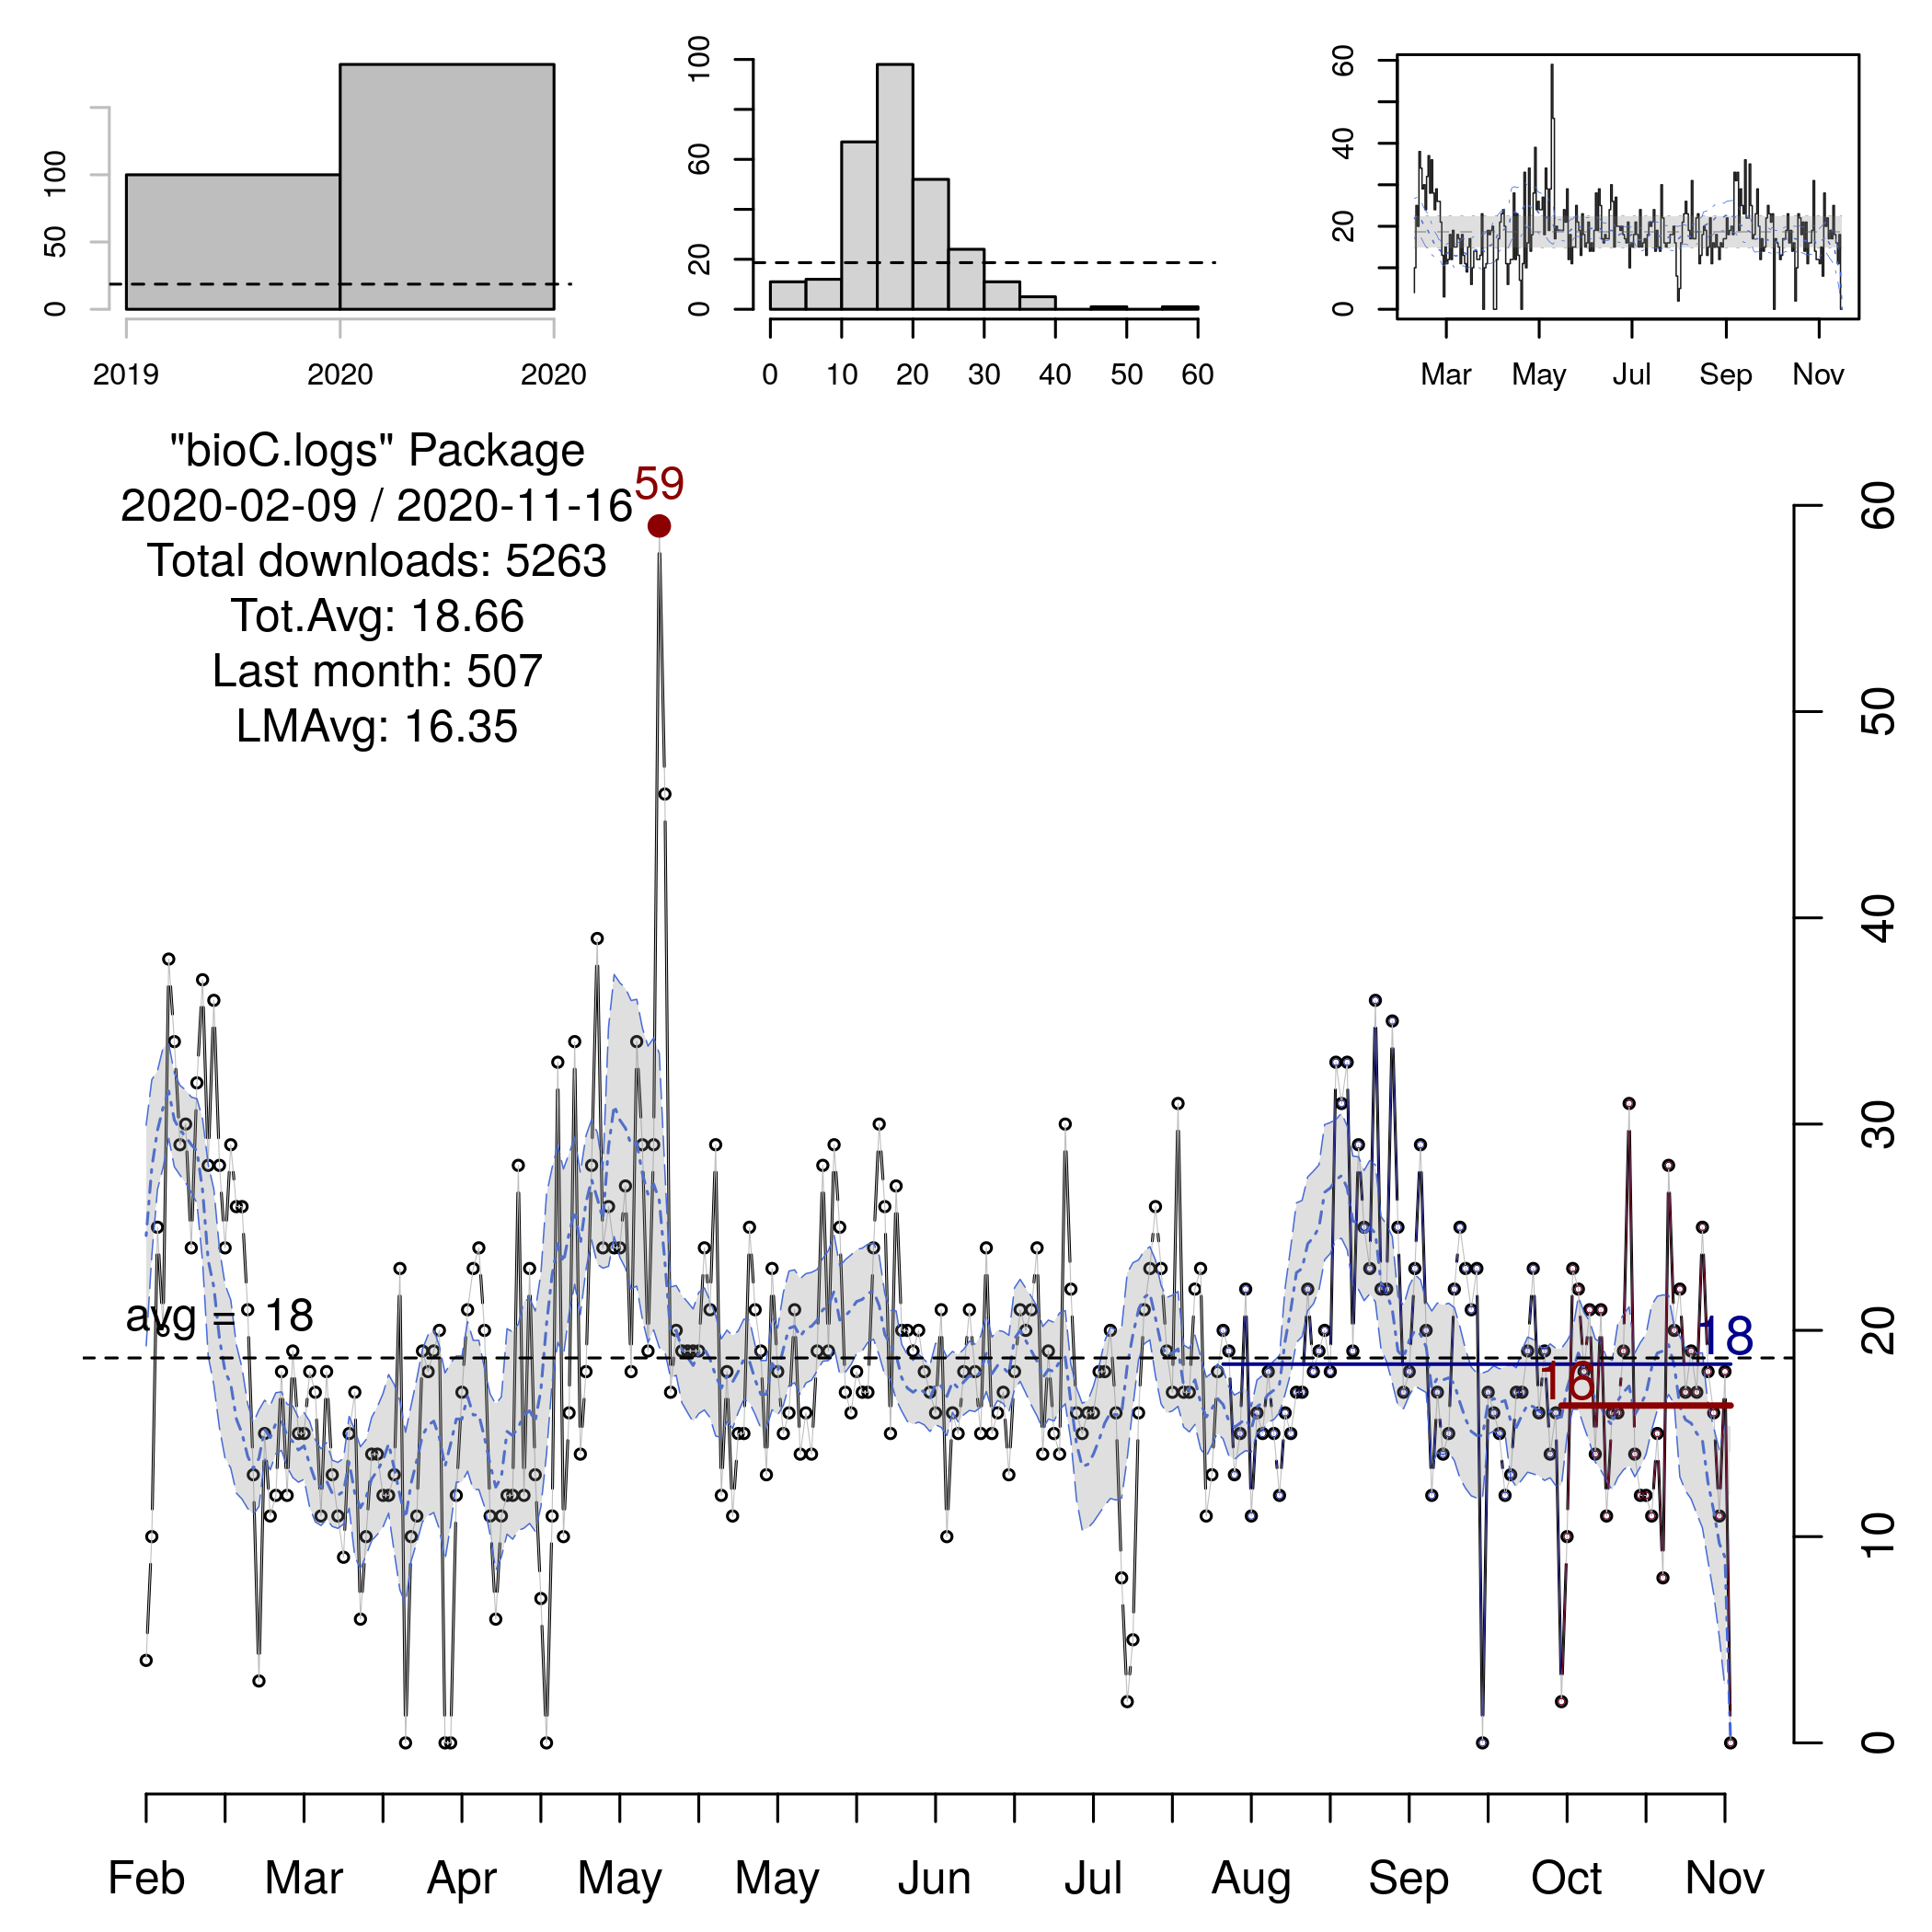 0 50 100
2019 2020 2020
0 20 60 100
0 10 20 30 40 50 60
0 20 40 60
Mar May Jul Sep Nov
"bioC.logs" Package
2020-02-09 / 2020-11-16
59
Total downloads: 5263
Tot.Avg: 18.66
Last month: 507
LMAvg: 16.35
avg = 18
18
16
0 10 20 30 40 50 60
Feb Mar Apr May May Jun Jul Aug Sep Oct Nov